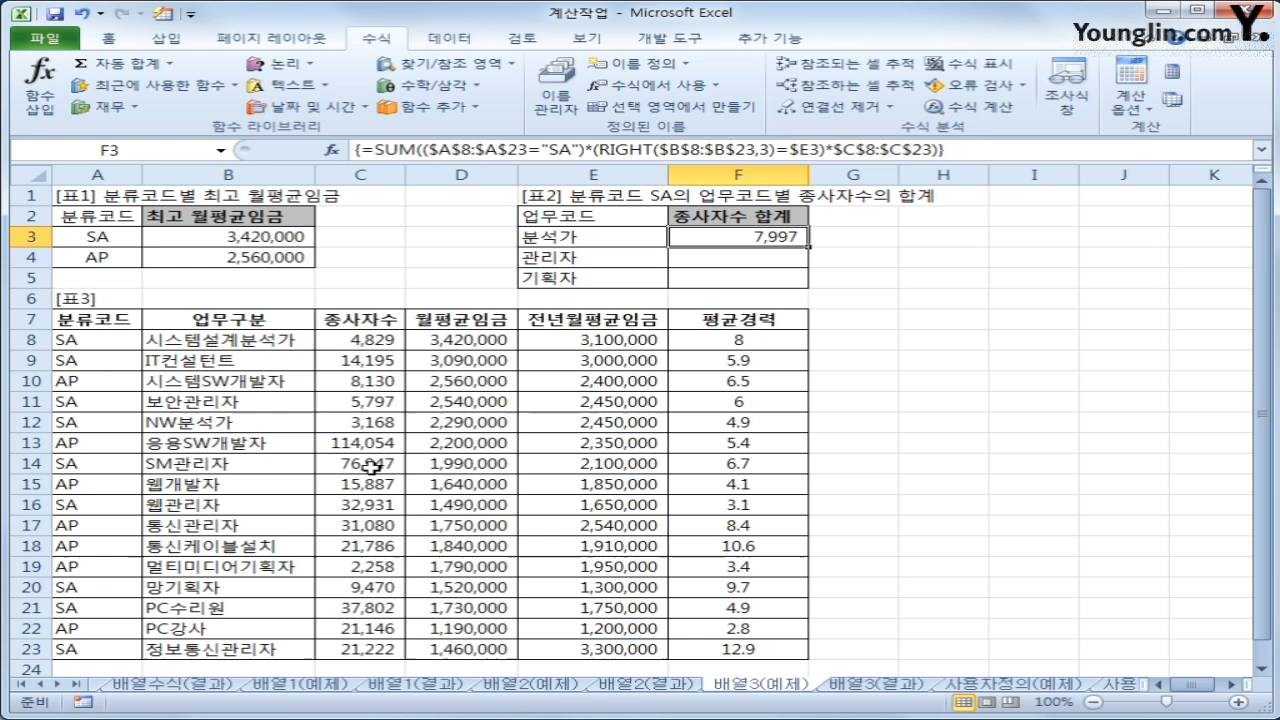 계산작업 - Microsoft Excel
Younglin.com Y.
파일 홈 삽입 페이지 레이아웃 수식 데이터 검토 보기 개발 도구 추가 기능
fx 함수 삽입
Σ 자동 합계
최근에 사용한 함수
재무
논리
텍스트
날짜 및 시간
찾기/참조 영역
수학/삼각
함수 추가
함수 라이브러리
이름 관리자
이름 정의
수식에서 사용
선택 영역에서 만들기
정의된 이름
참조되는 셀 추적
참조하는 셀 추적
연결선 제거
수식 표시
오류 검사
수식 계산
조사식 창
수식 분석
계산 옵션
계산
F3 fx {=SUM(($A$8:$A$23="SA")*(RIGHT($B$8:$B$23,3)=$E3)*$C$8:$C$23)}
A B C D E F G H I J K
1 [표1] 분류코드별 최고 월평균임금 [표2] 분류코드 SA의 업무코드별 종사자수의 합계
2 분류코드 최고 월평균임금 업무코드 종사자수 합계
3 SA 3,420,000 분석가 7,997
4 AP 2,560,000 관리자
5 기획자
6 [표3]
7 분류코드 업무구분 종사자수 월평균임금 전년월평균임금 평균경력
8 SA 시스템설계분석가 4,829 3,420,000 3,100,000 8
9 SA IT컨설턴트 14,195 3,090,000 3,000,000 5.9
10 AP 시스템SW개발자 8,130 2,560,000 2,400,000 6.5
11 SA 보안관리자 5,797 2,540,000 2,450,000 6
12 SA NW분석가 3,168 2,290,000 2,450,000 4.9
13 AP 응용SW개발자 114,054 2,200,000 2,350,000 5.4
14 SA SM관리자 1,990,000 2,100,000 6.7
15 AP 웹개발자 15,887 1,640,000 1,850,000 4.1
16 SA 웹관리자 32,931 1,490,000 1,650,000 3.1
17 AP 통신관리자 31,080 1,750,000 2,540,000 8.4
18 AP 통신케이블설치 21,786 1,840,000 1,910,000 10.6
19 AP 멀티미디어기획자 2,258 1,790,000 1,950,000 3.4
20 SA 망기획자 9,470 1,520,000 1,300,000 9.7
21 SA PC수리원 37,802 1,730,000 1,750,000 4.9
22 AP PC강사 21,146 1,190,000 1,200,000 2.8
23 SA 정보통신관리자 21,222 1,460,000 3,300,000 12.9
24
배열수식(결과) 배열1(예제) 배열1(결과) 배열2(예제) 배열2(결과) 배열3(예제) 배열3(결과) 사용자정의(예제) 사용
준비 100%